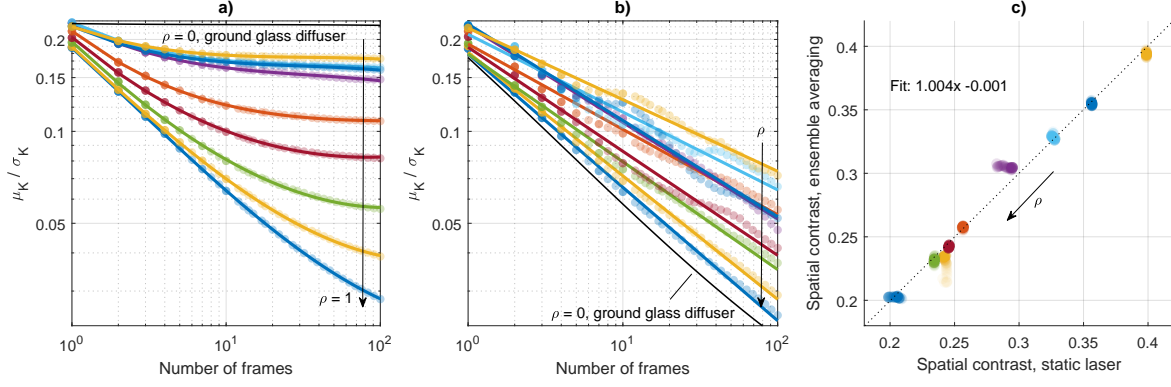 a)
b)
c)
ρ = 0, ground glass diffuser
0.2
0.15
0.1
0.05
μK / σK
ρ = 1
10^0
10^1
10^2
Number of frames
0.2
0.15
0.1
0.05
μK / σK
ρ
ρ = 0, ground glass diffuser
10^0
10^1
10^2
Number of frames
Spatial contrast, ensemble averaging
0.4
0.35
0.3
0.25
0.2
Fit: 1.004x -0.001
ρ
0.2
0.25
0.3
0.35
0.4
Spatial contrast, static laser